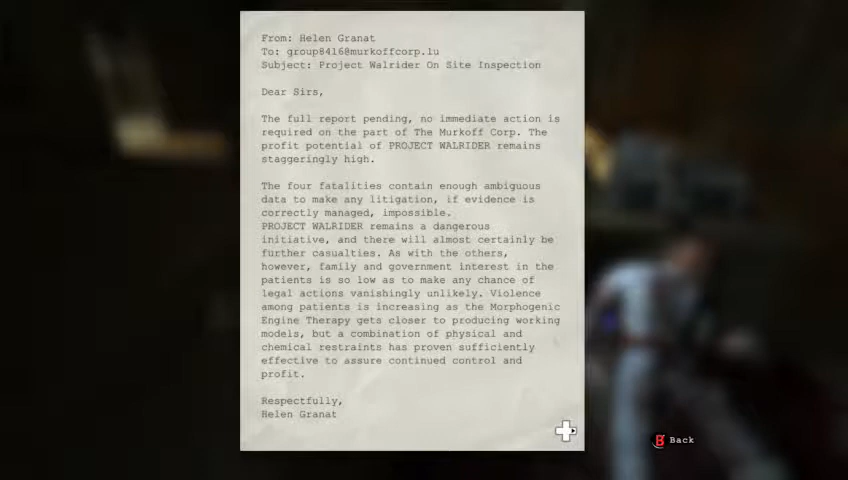 From: Helen Granat
To: group8416@murkoffcorp.lu
Subject: Project Walrider On Site Inspection
Dear Sirs,
The full report pending, no immediate action is
required on the part of The Murkoff Corp. The
profit potential of PROJECT WALRIDER remains
staggeringly high.
The four fatalities contain enough ambiguous
data to make any litigation, if evidence is
correctly managed, impossible.
PROJECT WALRIDER remains a dangerous
initiative, and there will almost certainly be
further casualties. As with the others,
however, family and government interest in the
patients is so low as to make any chance of
legal actions vanishingly unlikely. Violence
among patients is increasing as the Morphogenic
Engine Therapy gets closer to producing working
models, but a combination of physical and
chemical restraints has proven sufficiently
effective to assure continued control and
profit.
Respectfully,
Helen Granat
B Back